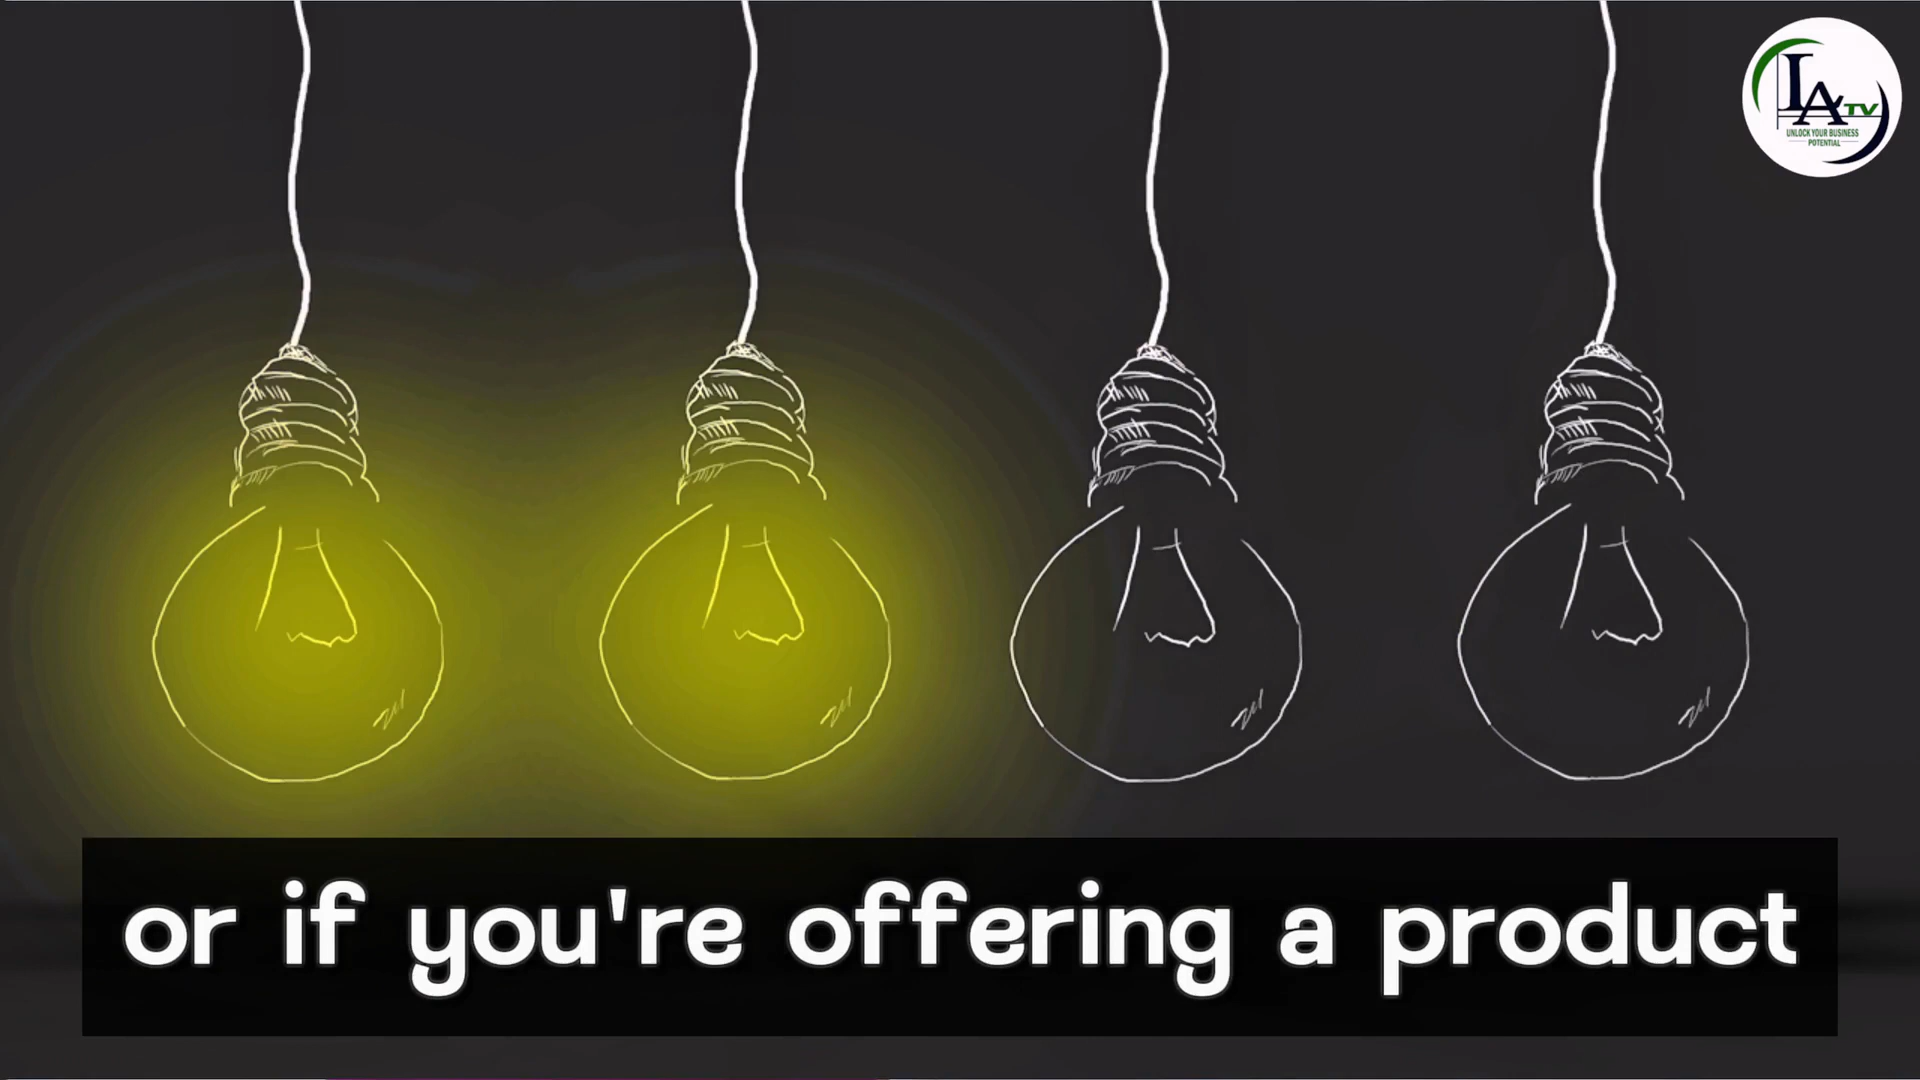 LA TV
UNLOCK YOUR BUSINESS
POTENTIAL
or if you're offering a product